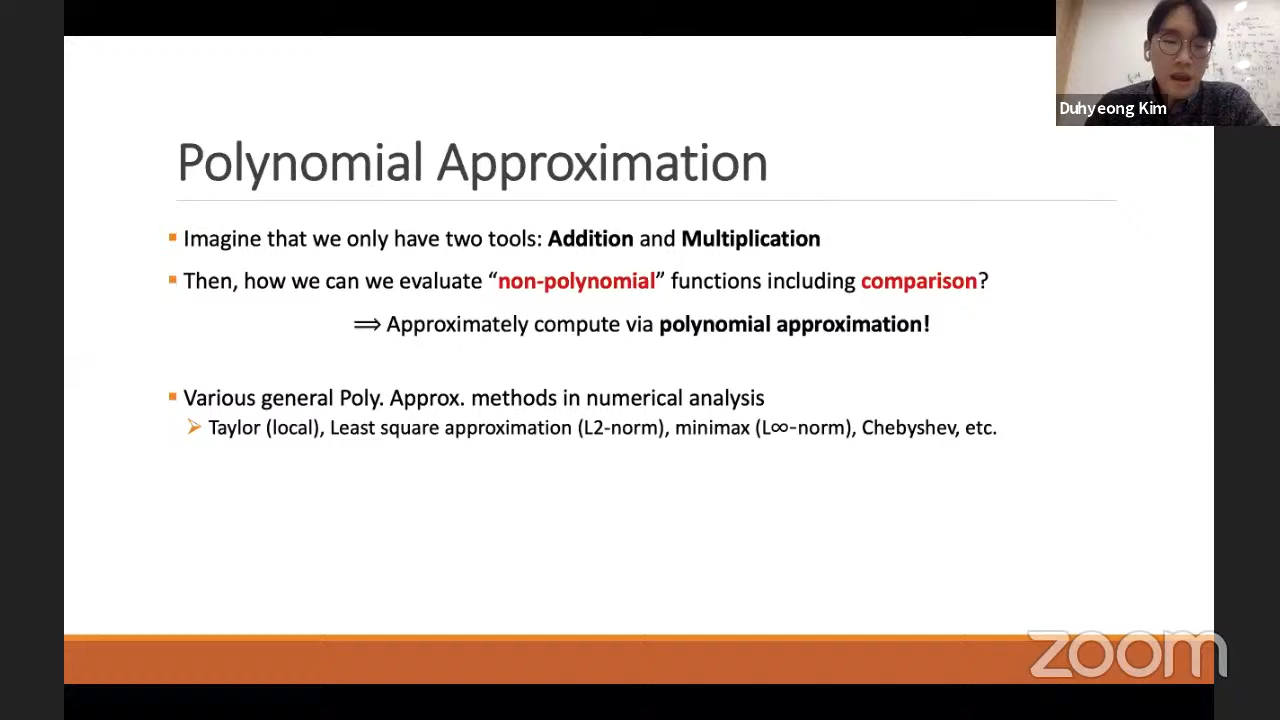 Duhyeong Kim
Polynomial Approximation
▪ Imagine that we only have two tools: Addition and Multiplication
▪ Then, how we can we evaluate “non-polynomial” functions including comparison?
⟹ Approximately compute via polynomial approximation!
▪ Various general Poly. Approx. methods in numerical analysis
➢ Taylor (local), Least square approximation (L2-norm), minimax (L∞-norm), Chebyshev, etc.
zoom